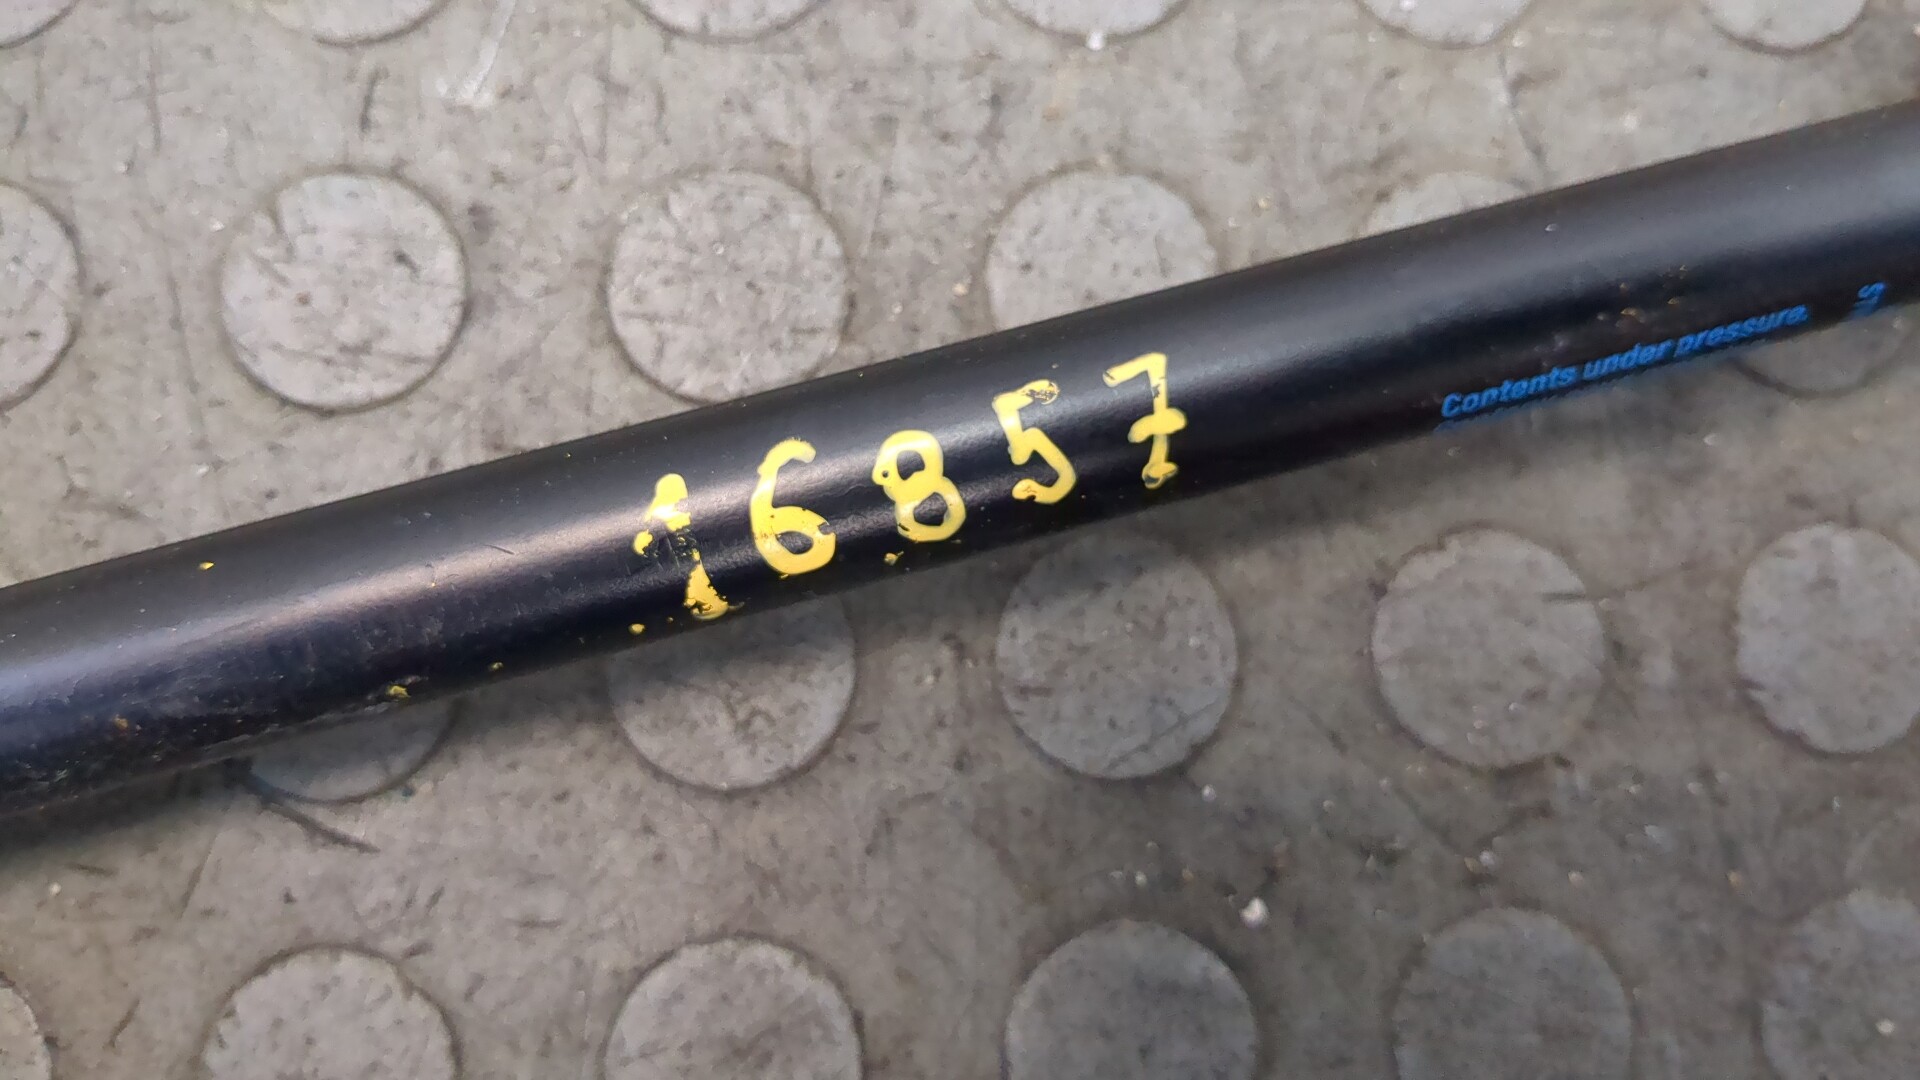 16857
Contents under pressure.